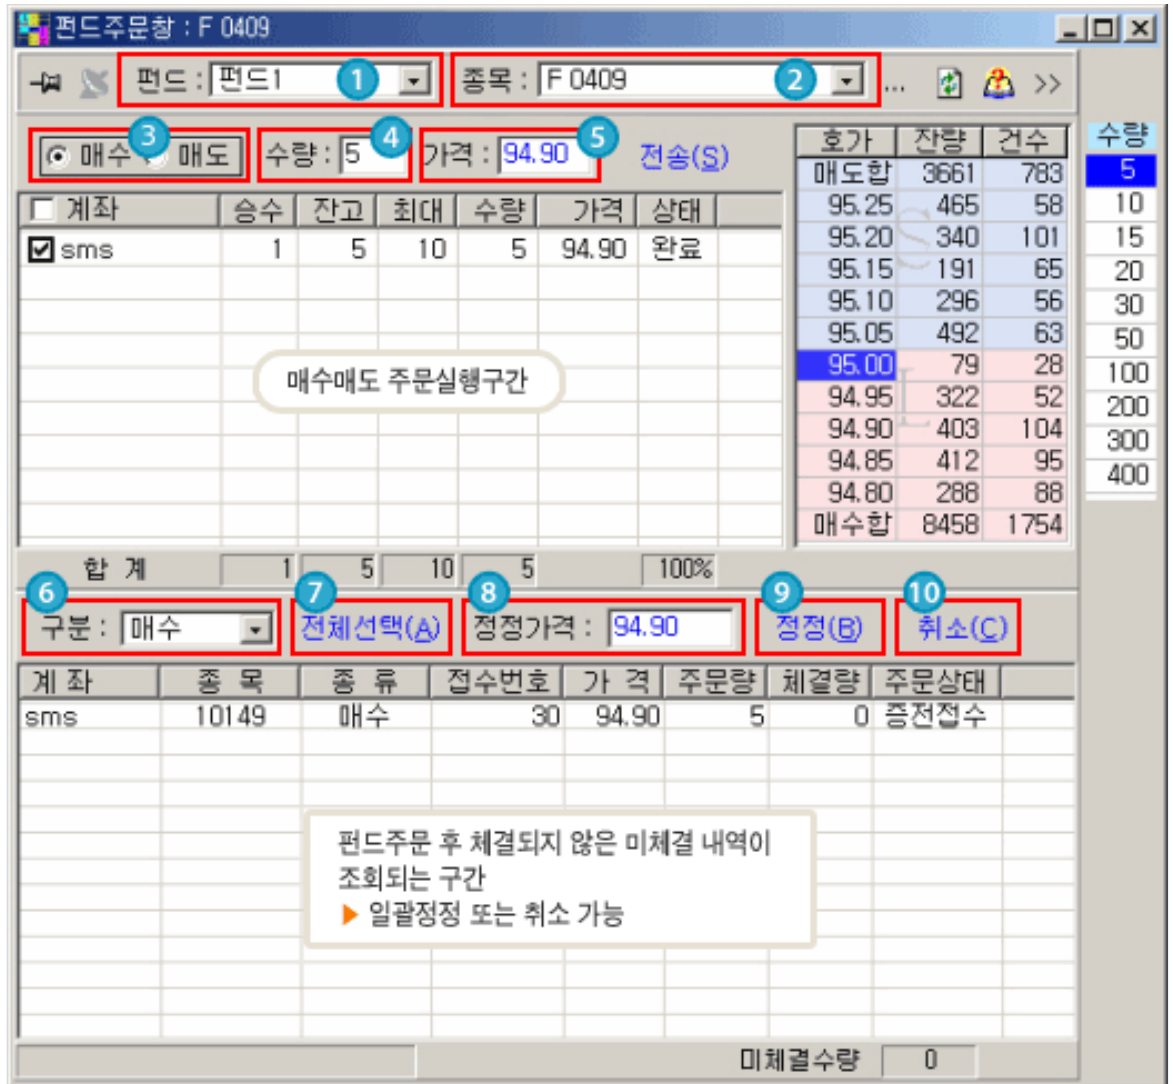 펀드주문창 : F 0409
펀드 : 펀드1 1 종목 : F 0409 2 ... >>
3 매수 매도 수량 : 5 4 가격 : 94.90 5 전송(S)
계좌 승수 잔고 최대 수량 가격 상태
sms 1 5 10 5 94.90 완료
매수매도 주문실행구간
합 계 1 5 10 5 100%
호가 잔량 건수
매도합 3661 783
95.25 465 58
95.20 340 101
95.15 191 65
95.10 296 56
95.05 492 63
95.00 79 28
94.95 322 52
94.90 403 104
94.85 412 95
94.80 288 88
매수합 8458 1754
S
L
수량
5
10
15
20
30
50
100
200
300
400
6 7 8 9 10
구분 : 매수 전체선택(A) 정정가격 : 94.90 정정(B) 취소(C)
계 좌 종 목 종 류 접수번호 가 격 주문량 체결량 주문상태
sms 10149 매수 30 94.90 5 0 증전접수
펀드주문 후 체결되지 않은 미체결 내역이
조회되는 구간
▶ 일괄정정 또는 취소 가능
미체결수량 0